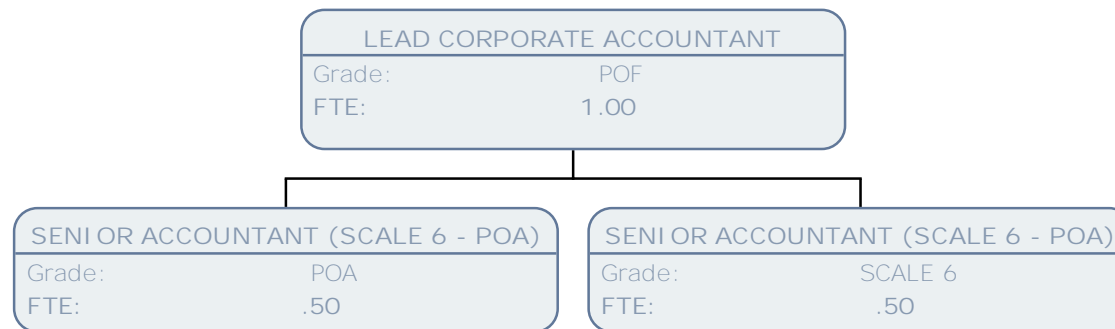 LEAD CORPORATE ACCOUNTANT
Grade: POF
FTE: 1.00
SENIOR ACCOUNTANT (SCALE 6 - POA)
Grade: POA
FTE: .50
SENIOR ACCOUNTANT (SCALE 6 - POA)
Grade: SCALE 6
FTE: .50